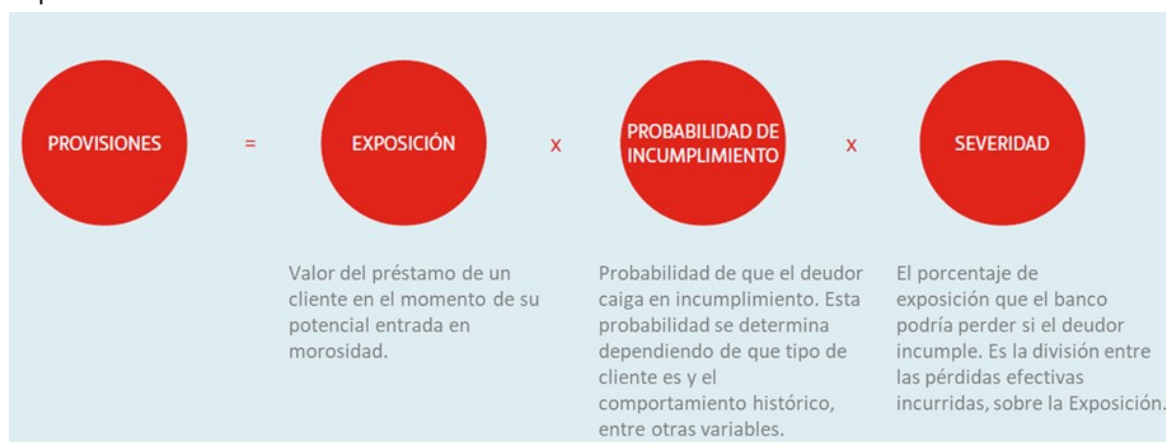 PROVISIONES
=
EXPOSICIÓN
x
PROBABILIDAD DE
INCUMPLIMIENTO
x
SEVERIDAD
Valor del préstamo de un
cliente en el momento de su
potencial entrada en
morosidad.
Probabilidad de que el deudor
caiga en incumplimiento. Esta
probabilidad se determina
dependiendo de que tipo de
cliente es y el
comportamiento histórico,
entre otras variables.
El porcentaje de
exposición que el banco
podría perder si el deudor
incumple. Es la división entre
las pérdidas efectivas
incurridas, sobre la Exposición.